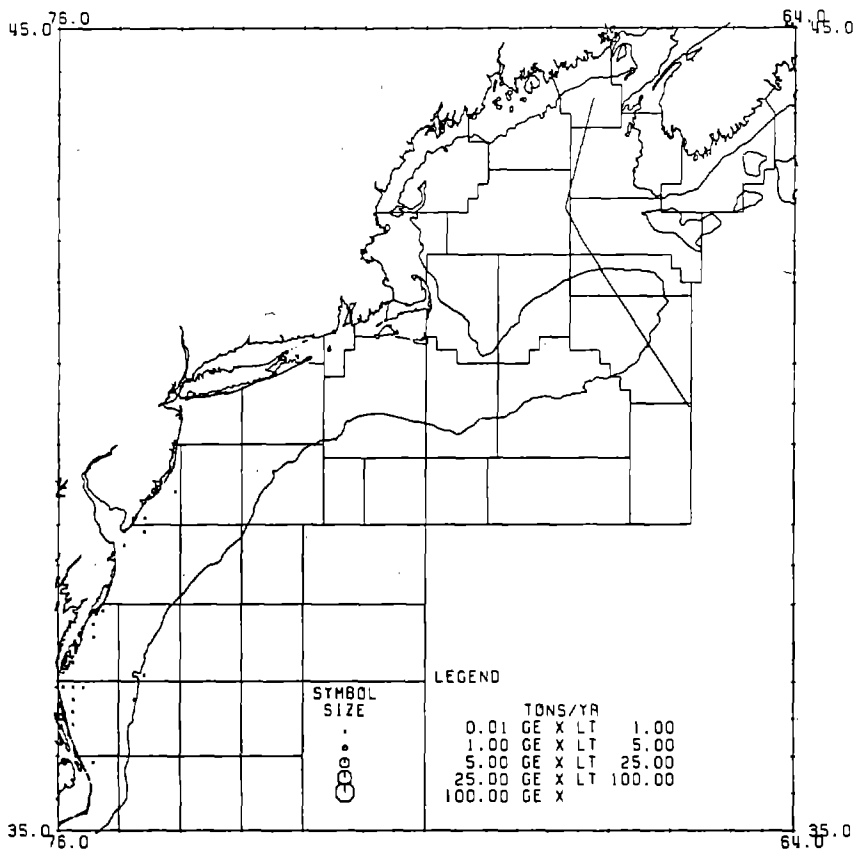 76.0 64.0
45.0 45.0
LEGEND
SYMBOL
SIZE
TONS/YR
0.01 GE X LT 1.00
1.00 GE X LT 5.00
5.00 GE X LT 25.00
25.00 GE X LT 100.00
100.00 GE X
35.0 35.0
76.0 64.0